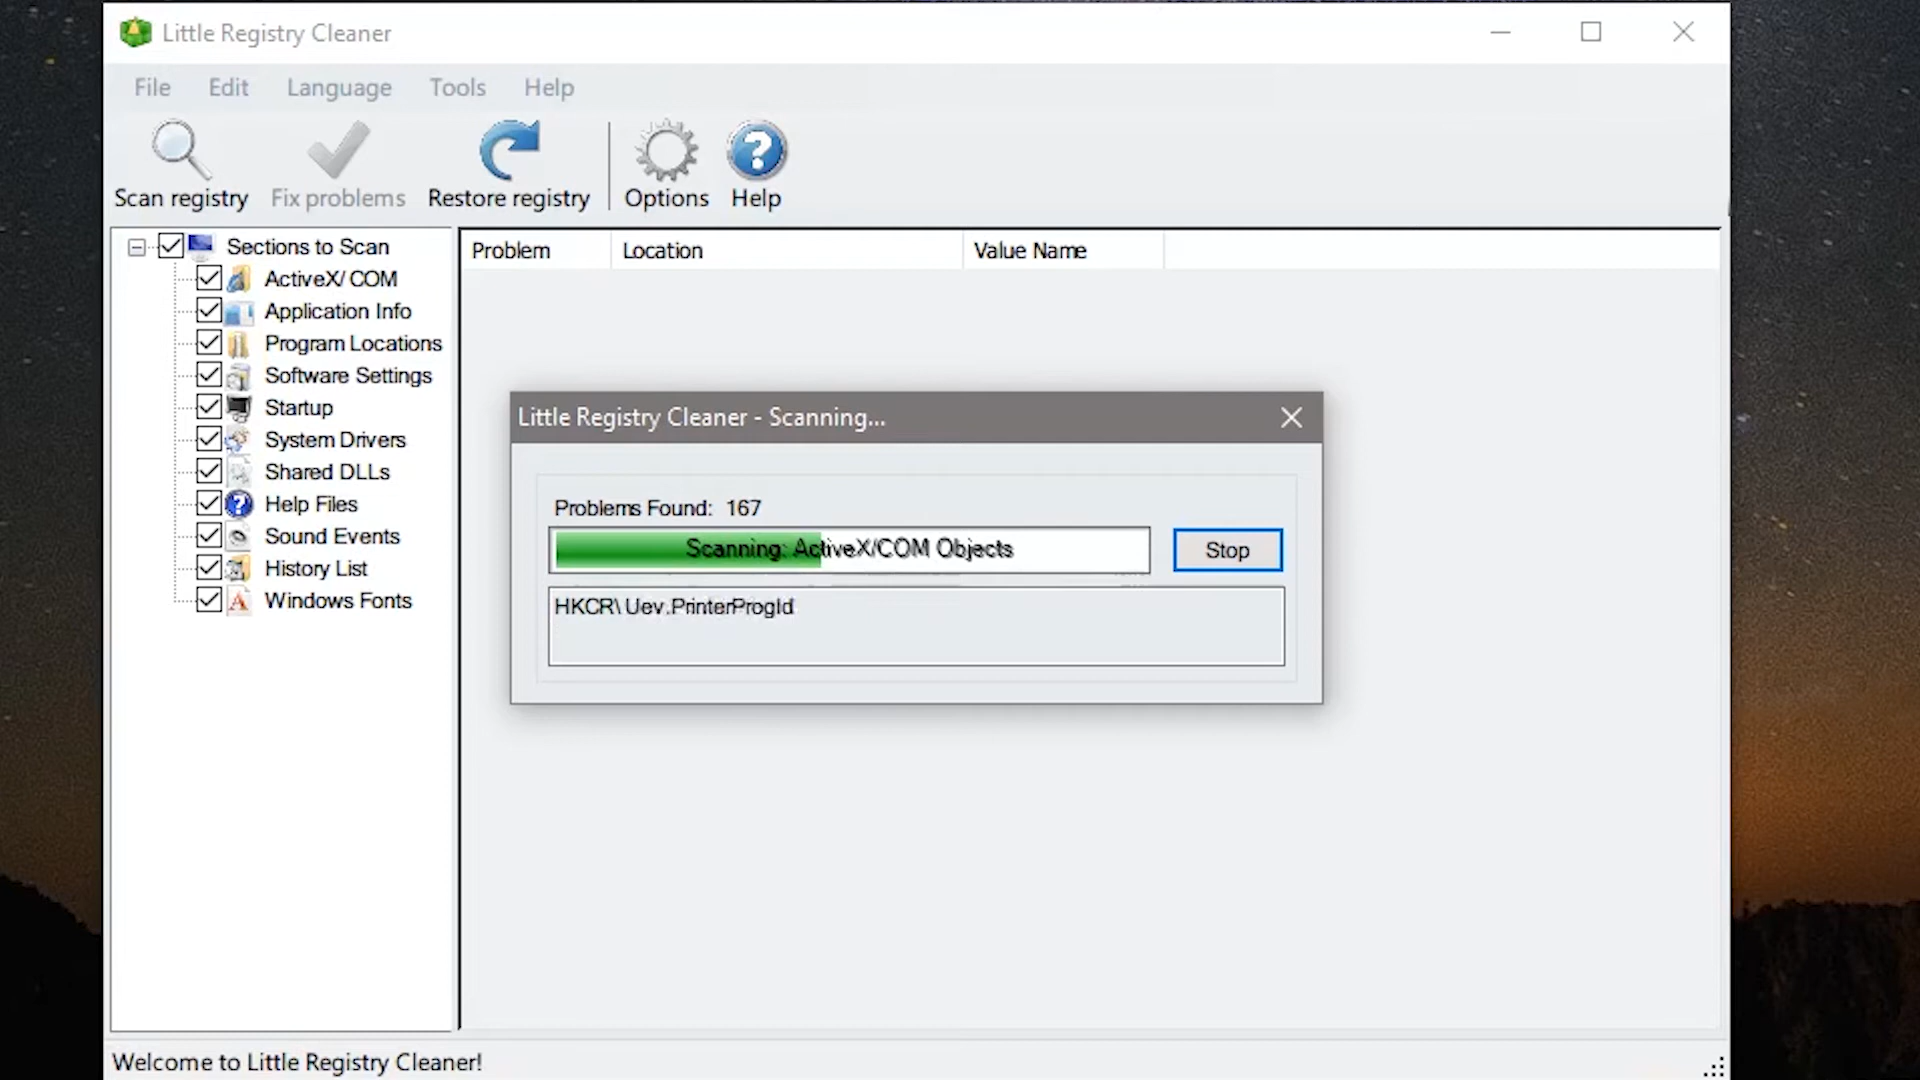 Little Registry Cleaner
File Edit Language Tools Help
Scan registry Fix problems Restore registry Options Help
Sections to Scan
ActiveX/COM
Application Info
Program Locations
Software Settings
Startup
System Drivers
Shared DLLs
Help Files
Sound Events
History List
Windows Fonts
Problem Location Value Name
Little Registry Cleaner - Scanning...
Problems Found: 167
Scanning: ActiveX/COM Objects
Stop
HKCR\Uev.PrinterProgId
Welcome to Little Registry Cleaner!